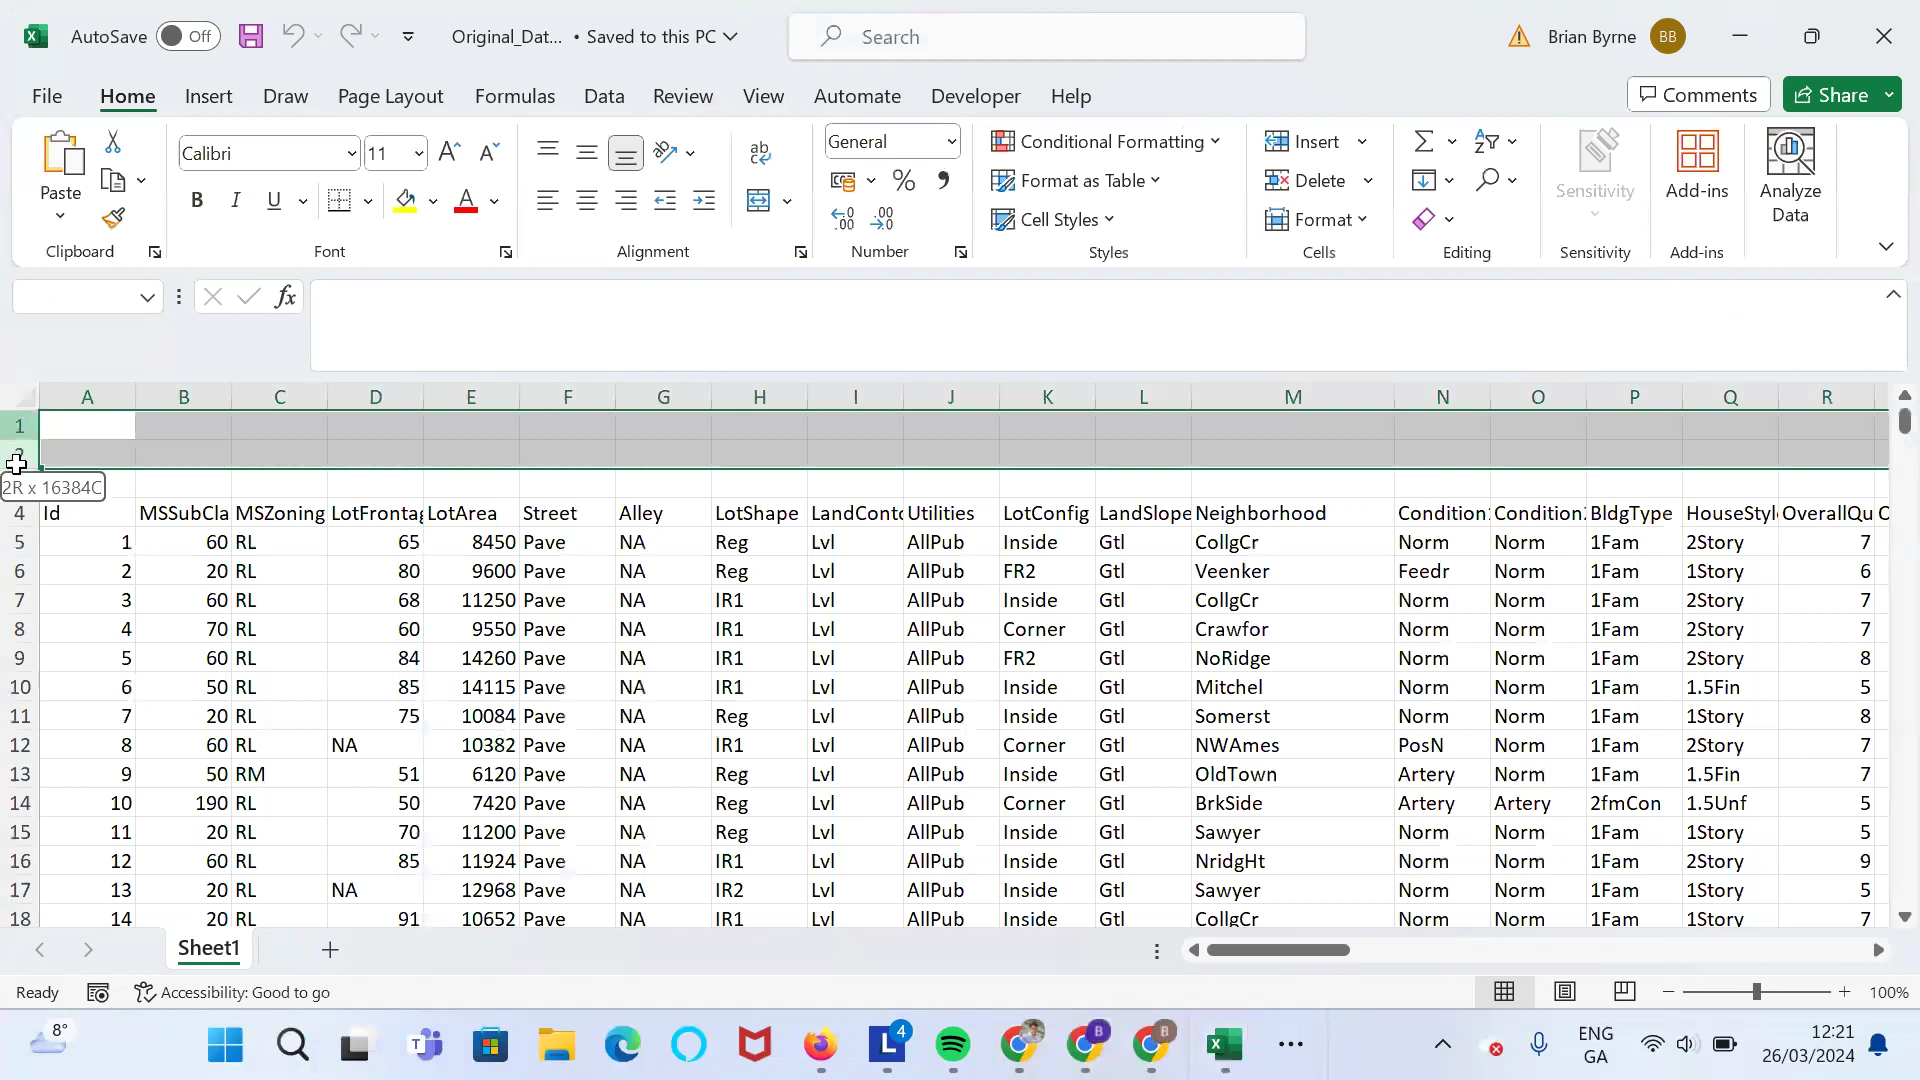 AutoSave Off Original_Dat... • Saved to this PC Search Brian Byrne BB
File Home Insert Draw Page Layout Formulas Data Review View Automate Developer Help Comments Share
Paste
Calibri 11
B I U
ab
General
% ,
Conditional Formatting
Format as Table
Cell Styles
Insert
Delete
Format
Sensitivity
Add-ins
Analyze
Data
Clipboard Font Alignment Number Styles Cells Editing Sensitivity Add-ins
fx
A B C D E F G H I J K L M N O P Q R
1
2
2R x 16384C
4 Id MSSubCla MSZoning LotFrontag LotArea Street Alley LotShape LandConto Utilities LotConfig LandSlope Neighborhood Condition Condition BldgType HouseStyle OverallQu
5 1 60 RL 65 8450 Pave NA Reg Lvl AllPub Inside Gtl CollgCr Norm Norm 1Fam 2Story 7
6 2 20 RL 80 9600 Pave NA Reg Lvl AllPub FR2 Gtl Veenker Feedr Norm 1Fam 1Story 6
7 3 60 RL 68 11250 Pave NA IR1 Lvl AllPub Inside Gtl CollgCr Norm Norm 1Fam 2Story 7
8 4 70 RL 60 9550 Pave NA IR1 Lvl AllPub Corner Gtl Crawfor Norm Norm 1Fam 2Story 7
9 5 60 RL 84 14260 Pave NA IR1 Lvl AllPub FR2 Gtl NoRidge Norm Norm 1Fam 2Story 8
10 6 50 RL 85 14115 Pave NA IR1 Lvl AllPub Inside Gtl Mitchel Norm Norm 1Fam 1.5Fin 5
11 7 20 RL 75 10084 Pave NA Reg Lvl AllPub Inside Gtl Somerst Norm Norm 1Fam 1Story 8
12 8 60 RL NA 10382 Pave NA IR1 Lvl AllPub Corner Gtl NWAmes PosN Norm 1Fam 2Story 7
13 9 50 RM 51 6120 Pave NA Reg Lvl AllPub Inside Gtl OldTown Artery Norm 1Fam 1.5Fin 7
14 10 190 RL 50 7420 Pave NA Reg Lvl AllPub Corner Gtl BrkSide Artery Artery 2fmCon 1.5Unf 5
15 11 20 RL 70 11200 Pave NA Reg Lvl AllPub Inside Gtl Sawyer Norm Norm 1Fam 1Story 5
16 12 60 RL 85 11924 Pave NA IR1 Lvl AllPub Inside Gtl NridgHt Norm Norm 1Fam 2Story 9
17 13 20 RL NA 12968 Pave NA IR2 Lvl AllPub Inside Gtl Sawyer Norm Norm 1Fam 1Story 5
18 14 20 RL 91 10652 Pave NA IR1 Lvl AllPub Inside Gtl CollgCr Norm Norm 1Fam 1Story 7
Sheet1
Ready Accessibility: Good to go 100%
8° 4 ENG 12:21
GA 26/03/2024